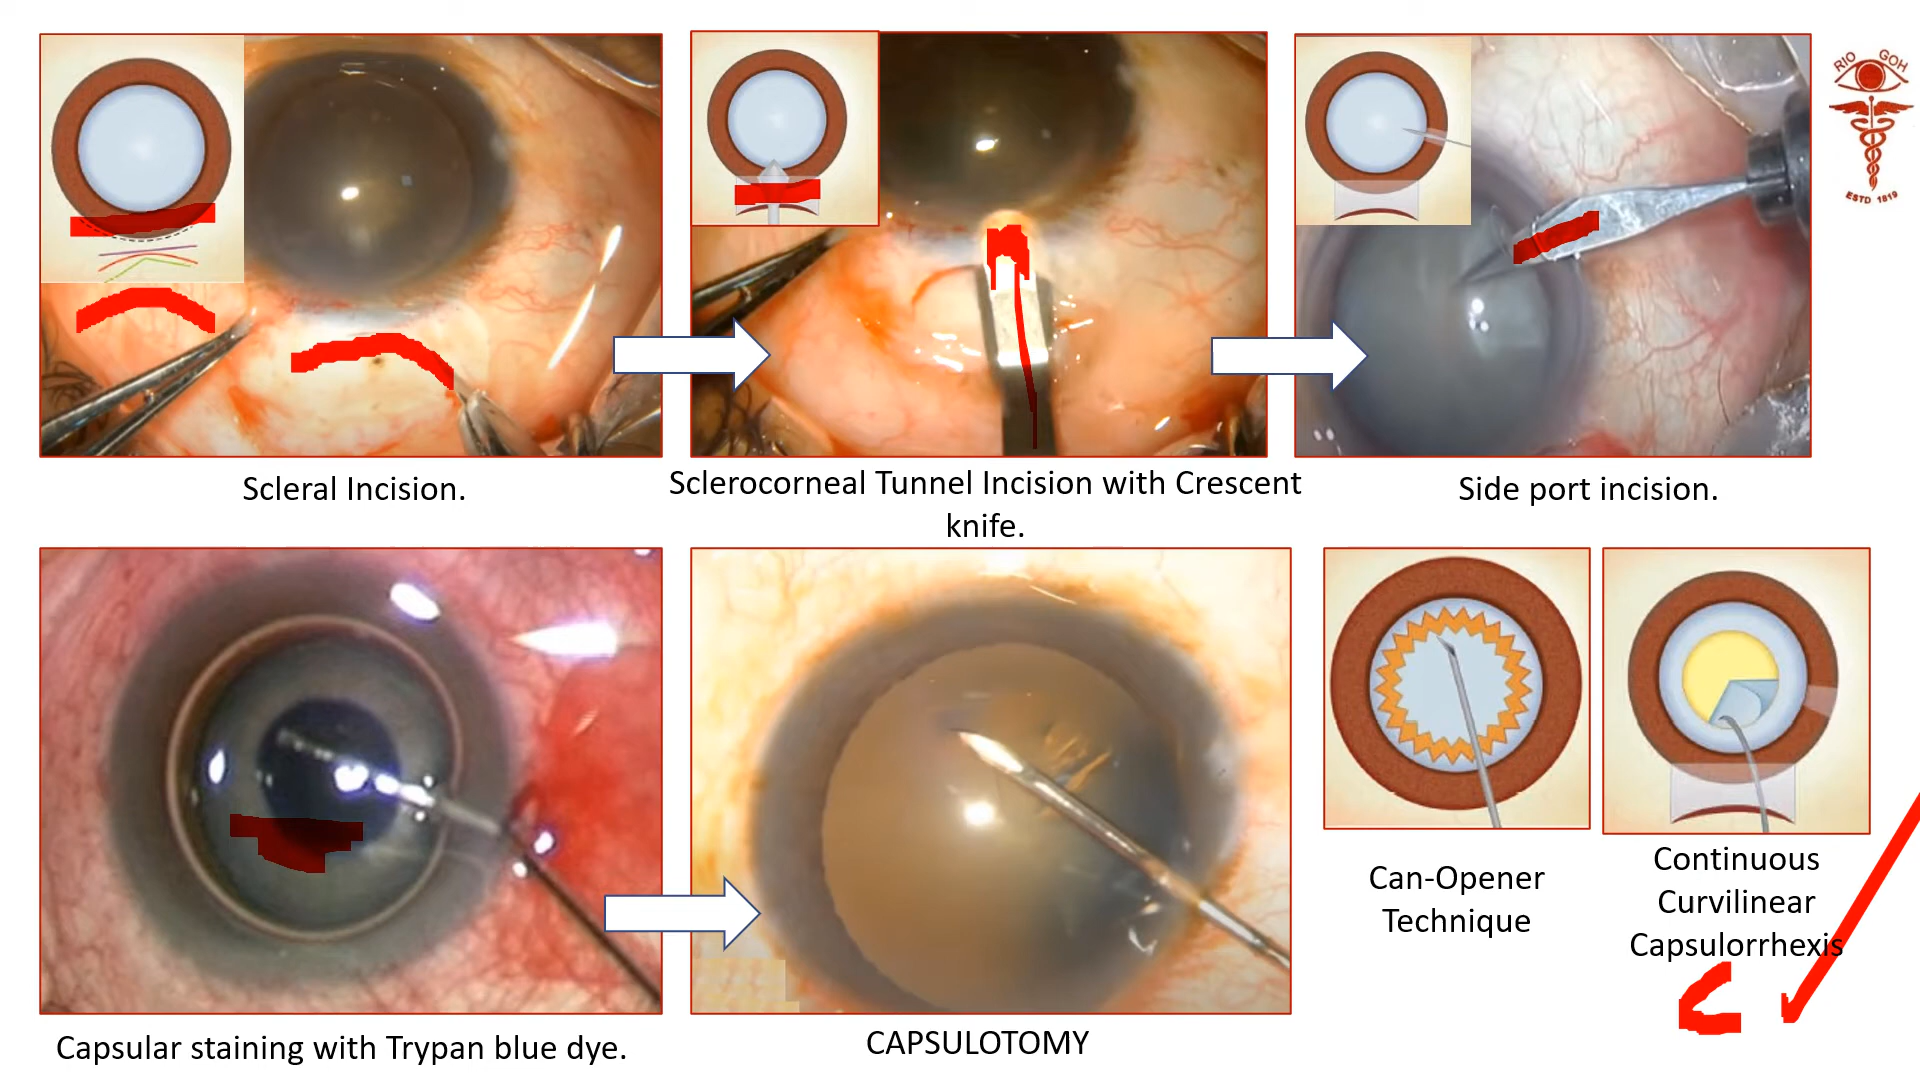 RIO GOH
ESTD 1819
Scleral Incision.
Sclerocorneal Tunnel Incision with Crescent
knife.
Side port incision.
Can-Opener
Technique
Continuous
Curvilinear
Capsulorrhexis
Capsular staining with Trypan blue dye.
CAPSULOTOMY